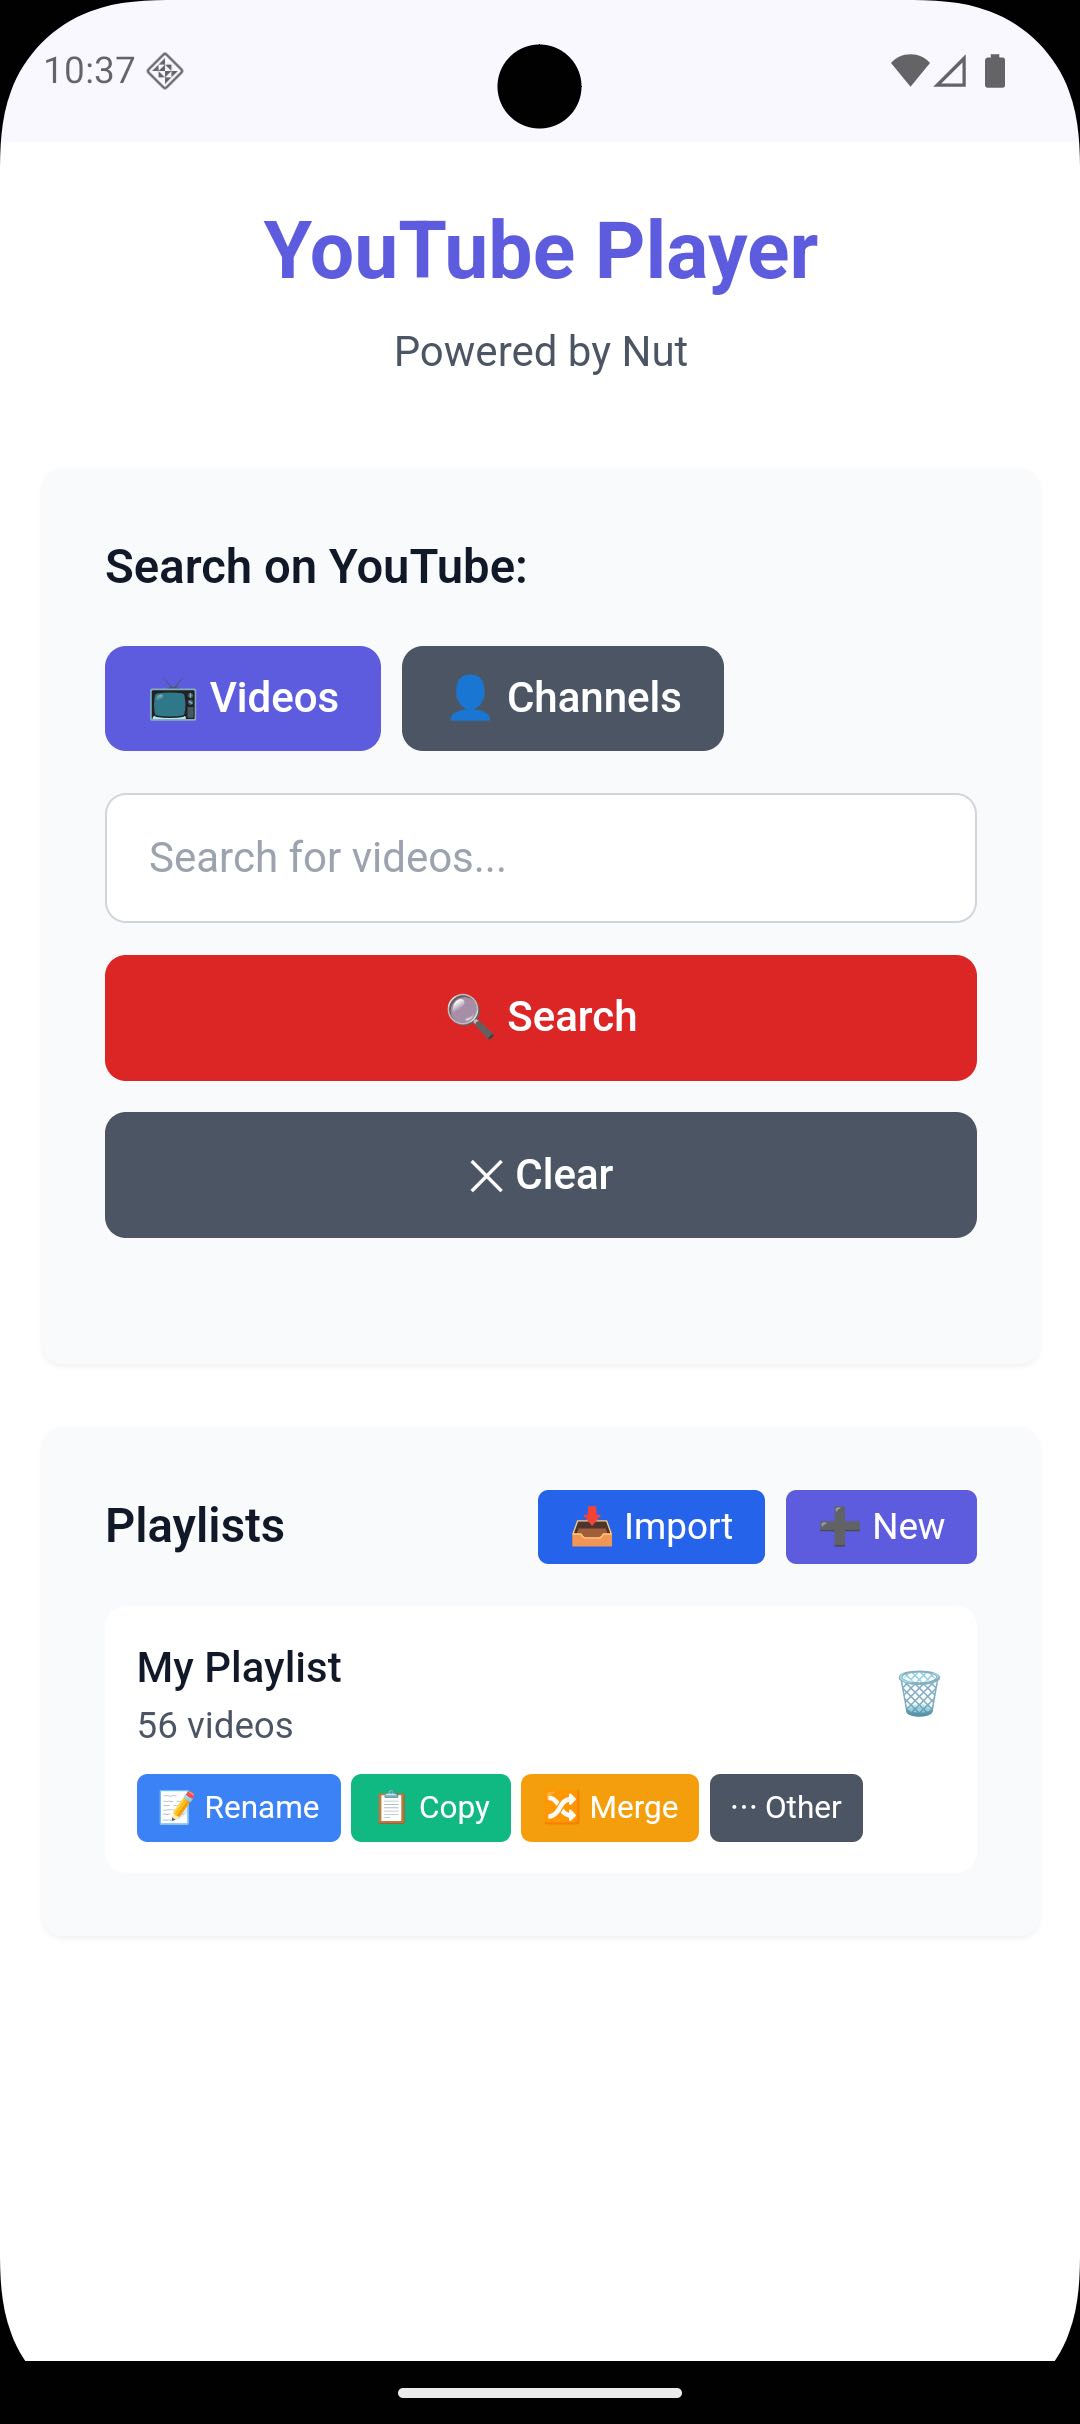 10:37
YouTube Player
Powered by Nut
Search on YouTube:
📺 Videos 👤 Channels
Search for videos...
🔍 Search
✕ Clear
Playlists 📥 Import ➕ New
My Playlist
56 videos
📝 Rename 📋 Copy 🔀 Merge ⋯ Other